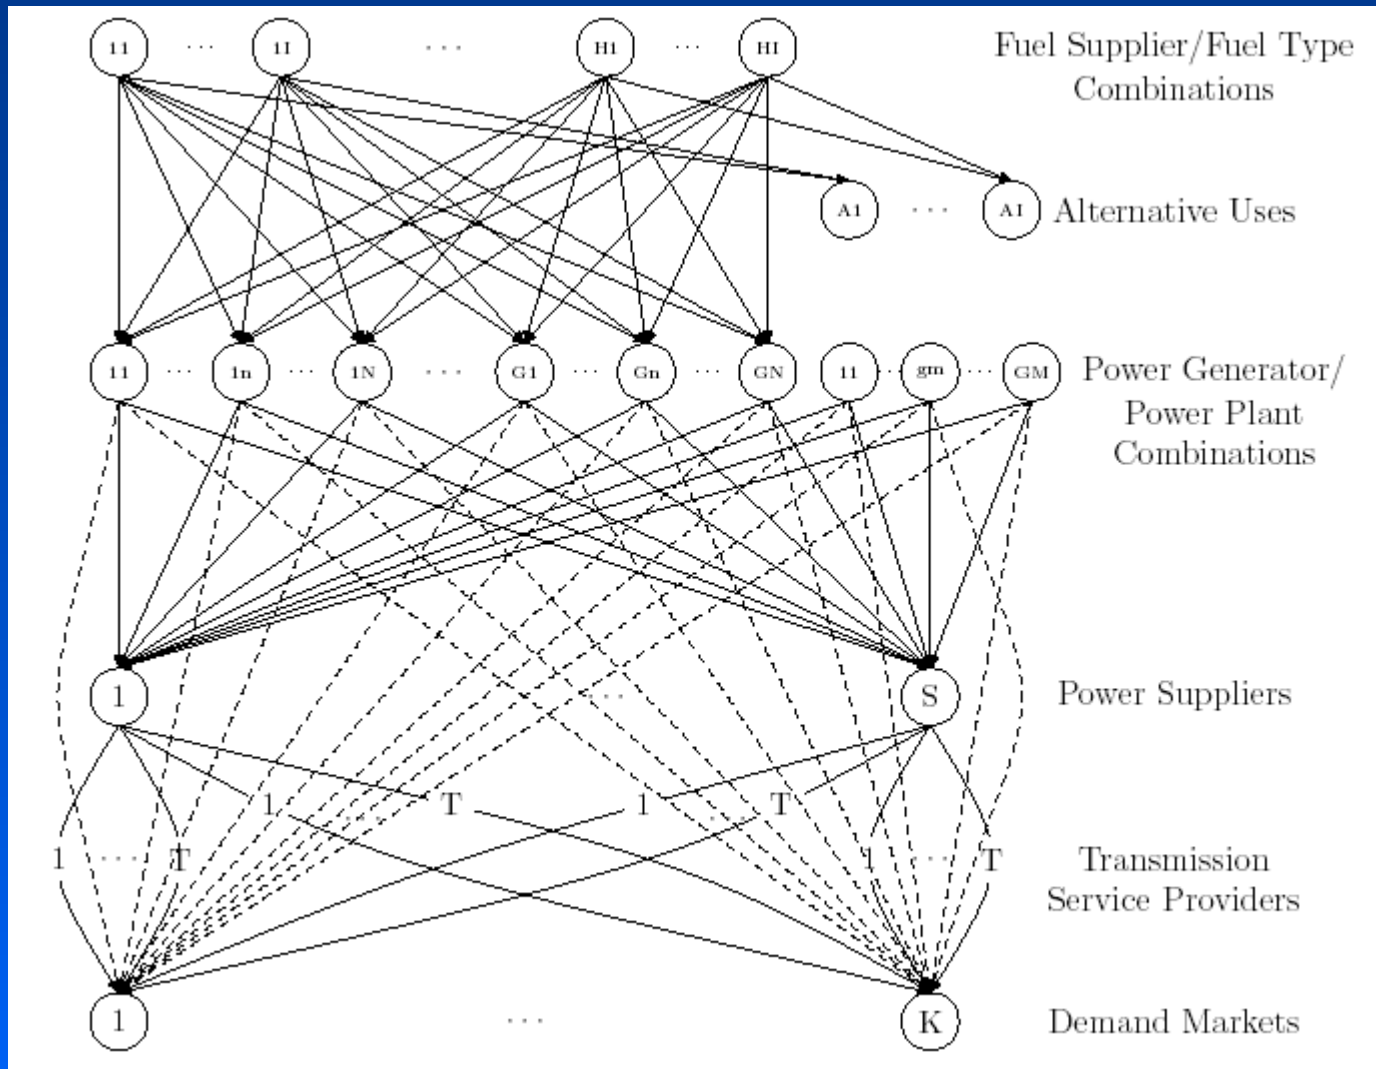 11 ··· 1I ··· H1 ··· HI Fuel Supplier/Fuel Type
Combinations
A1 ··· AI Alternative Uses
11 ··· 1n ··· 1N ··· G1 ··· Gn ··· GN 11 ·· gm ··· GM Power Generator/
Power Plant
Combinations
1 ··· S Power Suppliers
1 ··· T 1 ··· T
1 ··· T 1 ··· T Transmission
Service Providers
1 ··· K Demand Markets